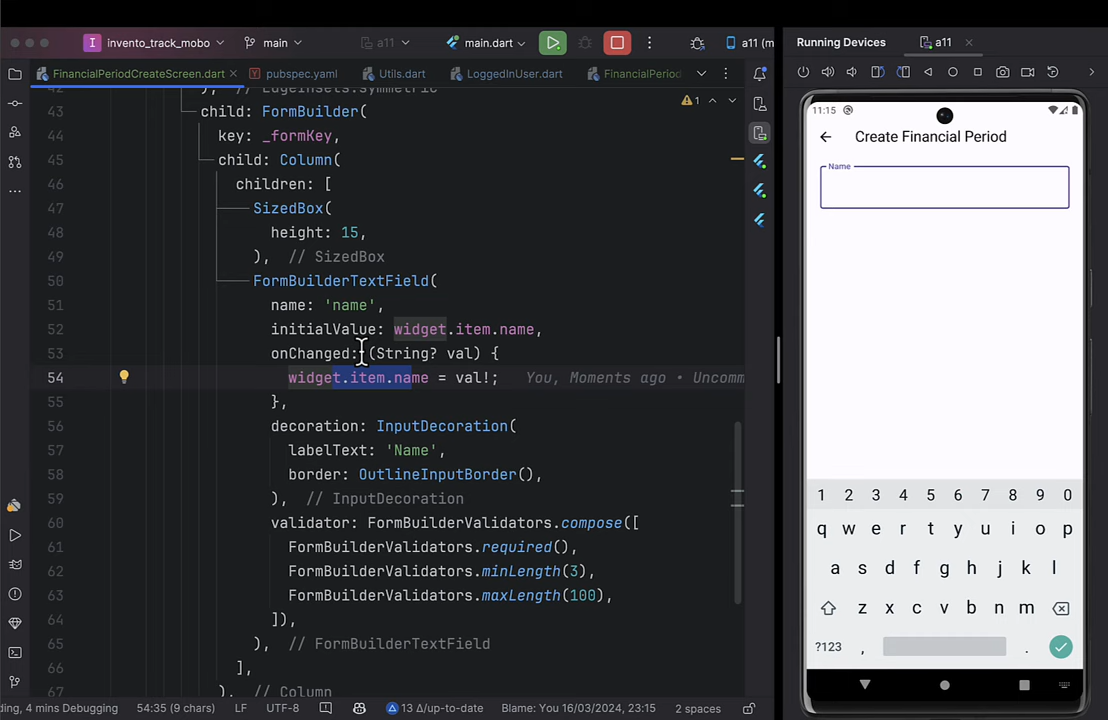 invento_track_mobo
main
a11
main.dart
a11 (m
Running Devices
a11
FinancialPeriodCreateScreen.dart
pubspec.yaml
Utils.dart
LoggedInUser.dart
FinancialPeriod
42 ), // EdgeInsets.symmetric
43 child: FormBuilder(
44 key: _formKey,
45 child: Column(
46 children: [
47 SizedBox(
48 height: 15,
49 ), // SizedBox
50 FormBuilderTextField(
51 name: 'name',
52 initialValue: widget.item.name,
53 onChanged: (String? val) {
54 widget.item.name = val!; You, Moments ago • Uncomm
55 },
56 decoration: InputDecoration(
57 labelText: 'Name',
58 border: OutlineInputBorder(),
59 ), // InputDecoration
60 validator: FormBuilderValidators.compose([
61 FormBuilderValidators.required(),
62 FormBuilderValidators.minLength(3),
63 FormBuilderValidators.maxLength(100),
64 ]),
65 ), // FormBuilderTextField
66 ],
67 ), // Column
1
11:15
Create Financial Period
Name
1 2 3 4 5 6 7 8 9 0
q w e r t y u i o p
a s d f g h j k l
z x c v b n m
?123 , .
ding, 4 mins Debugging
54:35 (9 chars)
LF
UTF-8
13 Δ/up-to-date
Blame: You 16/03/2024, 23:15
2 spaces